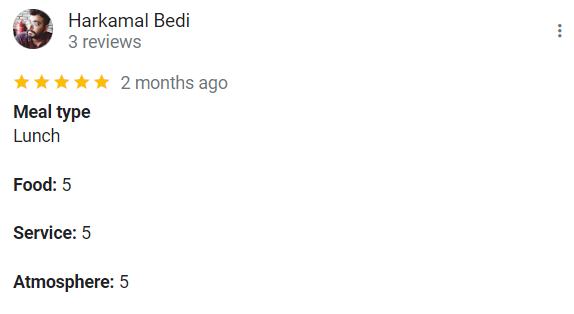 Harkamal Bedi
3 reviews
2 months ago
Meal type
Lunch
Food: 5
Service: 5
Atmosphere: 5